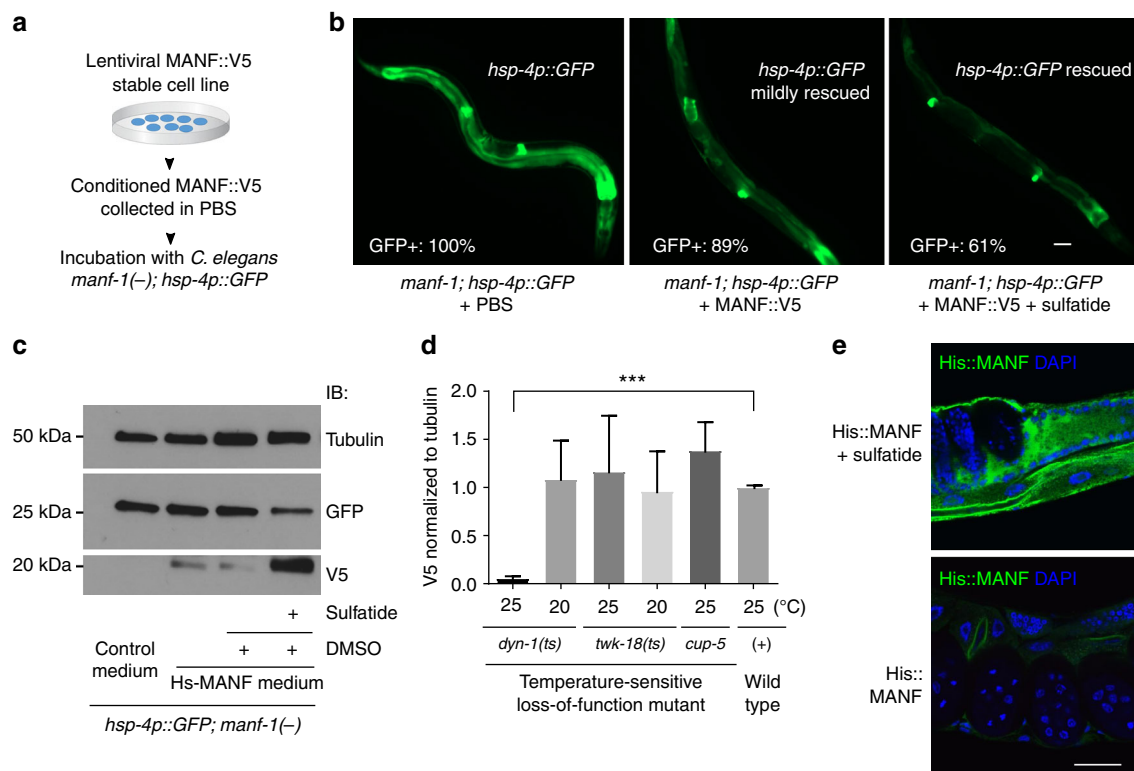 a
Lentiviral MANF::V5
stable cell line
Conditioned MANF::V5
collected in PBS
Incubation with C. elegans
manf-1(–); hsp-4p::GFP
b
hsp-4p::GFP
GFP+: 100%
manf-1; hsp-4p::GFP
+ PBS
hsp-4p::GFP
mildly rescued
GFP+: 89%
manf-1; hsp-4p::GFP
+ MANF::V5
hsp-4p::GFP rescued
GFP+: 61%
manf-1; hsp-4p::GFP
+ MANF::V5 + sulfatide
c
IB:
50 kDa
Tubulin
25 kDa
GFP
20 kDa
V5
+ Sulfatide
+ + DMSO
Control
medium
Hs-MANF medium
hsp-4p::GFP; manf-1(–)
d
V5 normalized to tubulin
2.0
1.5
1.0
0.5
0.0
***
25 20 25 20 25 25 (°C)
dyn-1(ts) twk-18(ts) cup-5 (+)
Temperature-sensitive
loss-of-function mutant
Wild
type
e
His::MANF DAPI
His::MANF
+ sulfatide
His::MANF DAPI
His::
MANF